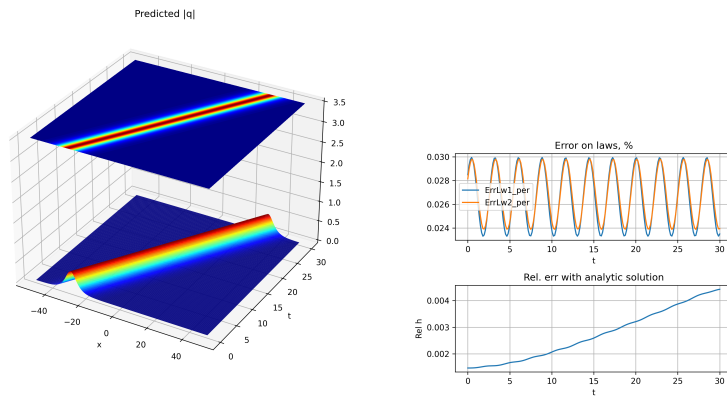 Predicted |q|
3.5
3.0
2.5
2.0
1.5
1.0
0.5
0.0
30
25
20
15
10
5
0
t
−40
−20
0
20
40
x
Error on laws, %
0.030
0.028
0.026
0.024
ErrLw1_per
ErrLw2_per
0 5 10 15 20 25 30
t
Rel. err with analytic solution
Rel h
0.004
0.003
0.002
0 5 10 15 20 25 30
t